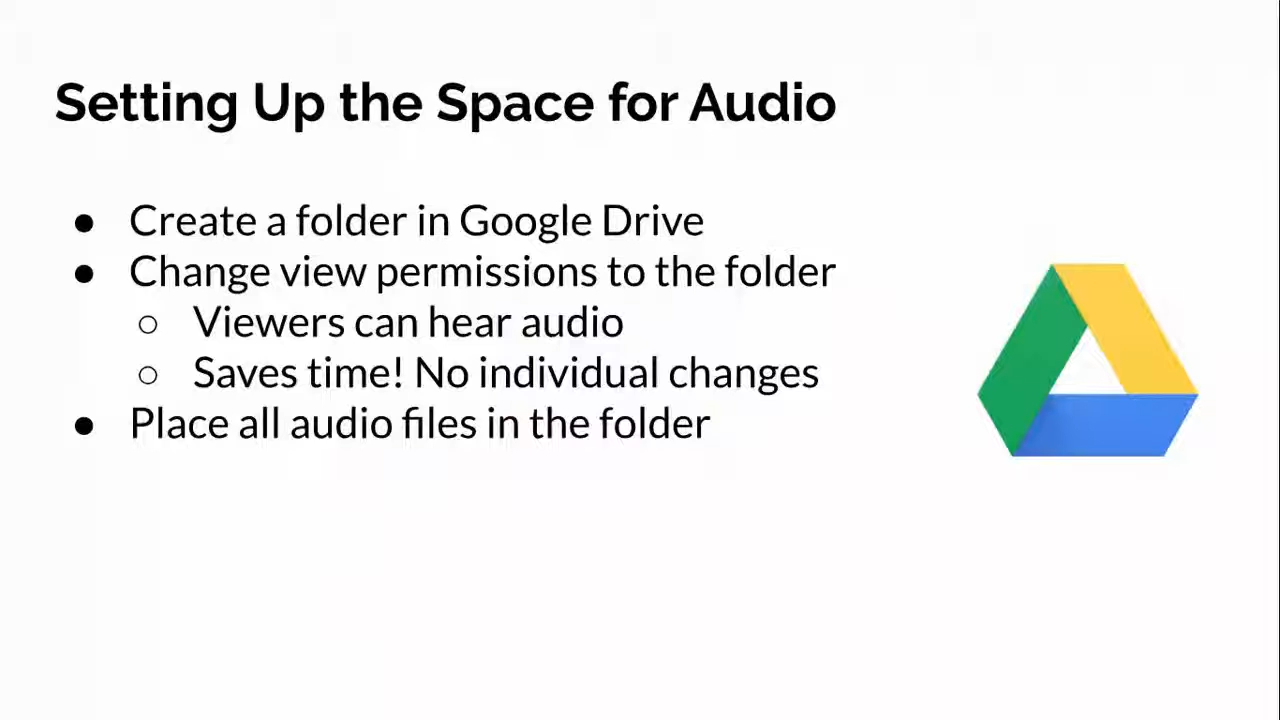 Setting Up the Space for Audio
● Create a folder in Google Drive
● Change view permissions to the folder
○ Viewers can hear audio
○ Saves time! No individual changes
● Place all audio files in the folder